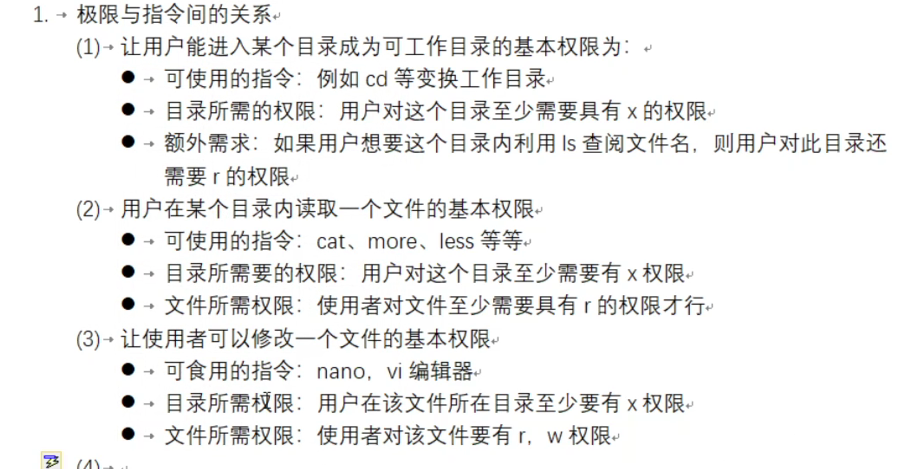 1. 极限与指令间的关系
(1) 让用户能进入某个目录成为可工作目录的基本权限为：
● 可使用的指令：例如 cd 等变换工作目录
● 目录所需的权限：用户对这个目录至少需要具有 x 的权限
● 额外需求：如果用户想要这个目录内利用 ls 查阅文件名，则用户对此目录还
需要 r 的权限
(2) 用户在某个目录内读取一个文件的基本权限
● 可使用的指令：cat、more、less 等等
● 目录所需要的权限：用户对这个目录至少需要有 x 权限
● 文件所需权限：使用者对文件至少需要具有 r 的权限才行
(3) 让使用者可以修改一个文件的基本权限
● 可食用的指令：nano，vi 编辑器
● 目录所需权限：用户在该文件所在目录至少要有 x 权限
● 文件所需权限：使用者对该文件要有 r，w 权限
(4)